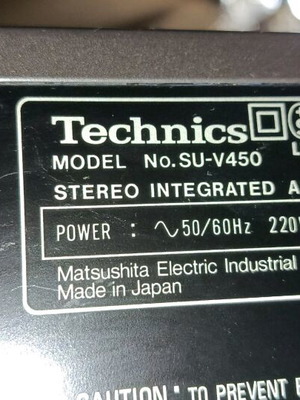 Technics
MODEL No. SU-V450
STEREO INTEGRATED A
POWER : ∿50/60Hz 220V
Matsushita Electric Industrial
Made in Japan
CAUTION: TO PREVENT